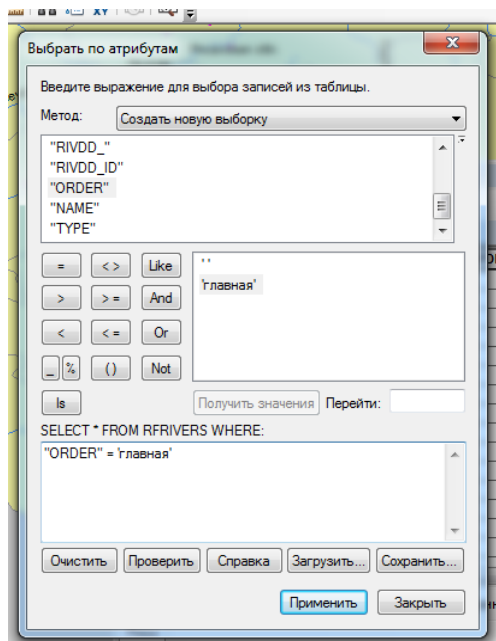 Выбрать по атрибутам
Введите выражение для выбора записей из таблицы.
Метод: Создать новую выборку
"RIVDD_"
"RIVDD_ID"
"ORDER"
"NAME"
"TYPE"
= <> Like
> >= And
< <= Or
_ % () Not
Is
' '
'главная'
Получить значения Перейти:
SELECT * FROM RFRIVERS WHERE:
"ORDER" = 'главная'
Очистить Проверить Справка Загрузить... Сохранить...
Применить Закрыть